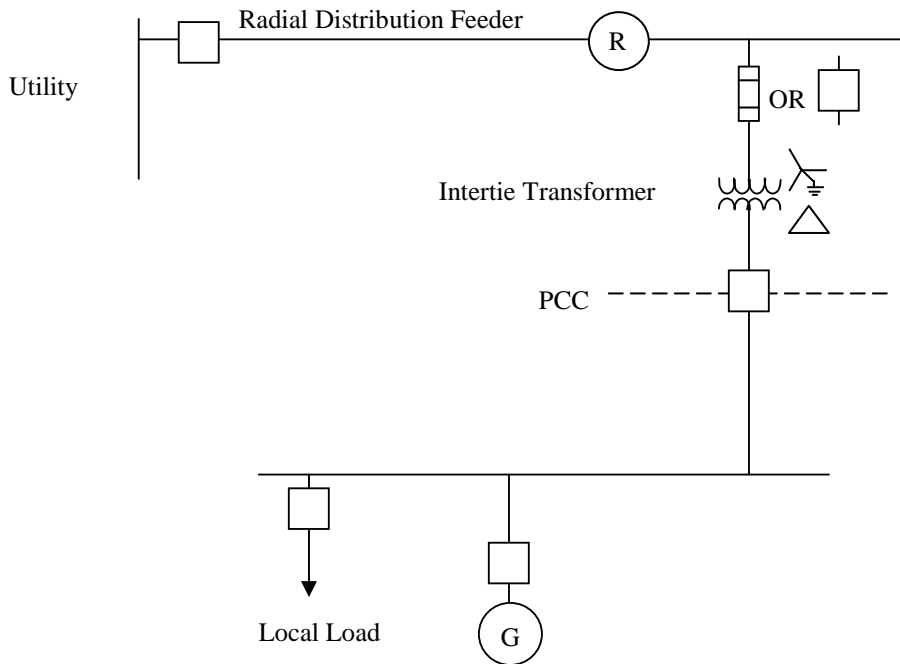 Radial Distribution Feeder
R
Utility
OR
Intertie Transformer
PCC
Local Load
G